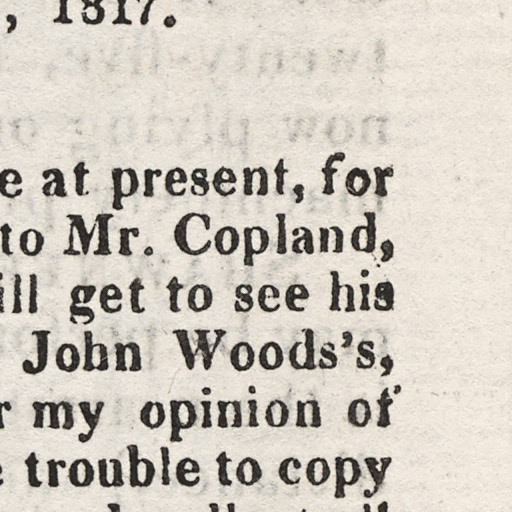 , 1817.
e at present, for
to Mr. Copland,
ill get to see his
John Woods's,
r my opinion of
e trouble to copy